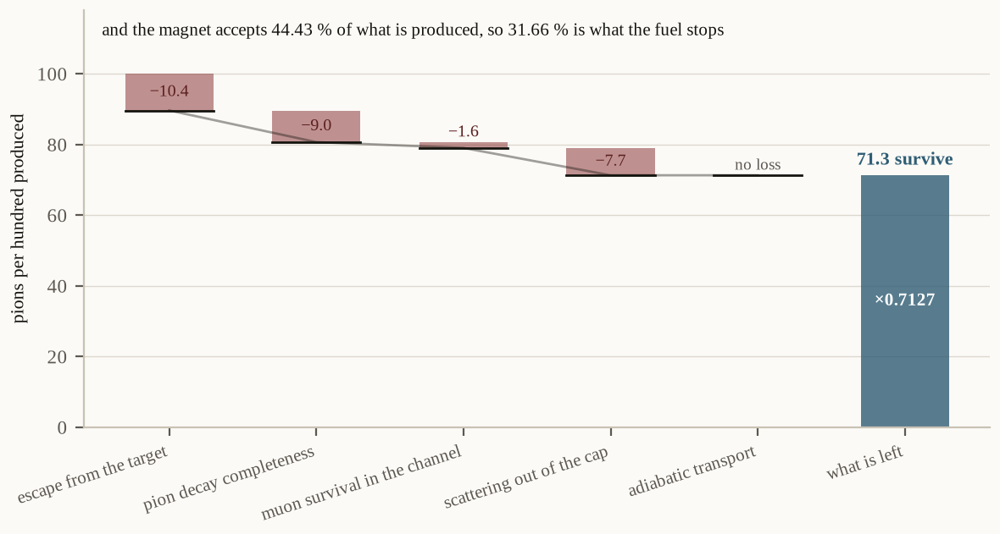 and the magnet accepts 44.43 % of what is produced, so 31.66 % is what the fuel stops
pions per hundred produced
100
80
60
40
20
0
−10.4
−9.0
−1.6
−7.7
no loss
71.3 survive
×0.7127
escape from the target
pion decay completeness
muon survival in the channel
scattering out of the cap
adiabatic transport
what is left